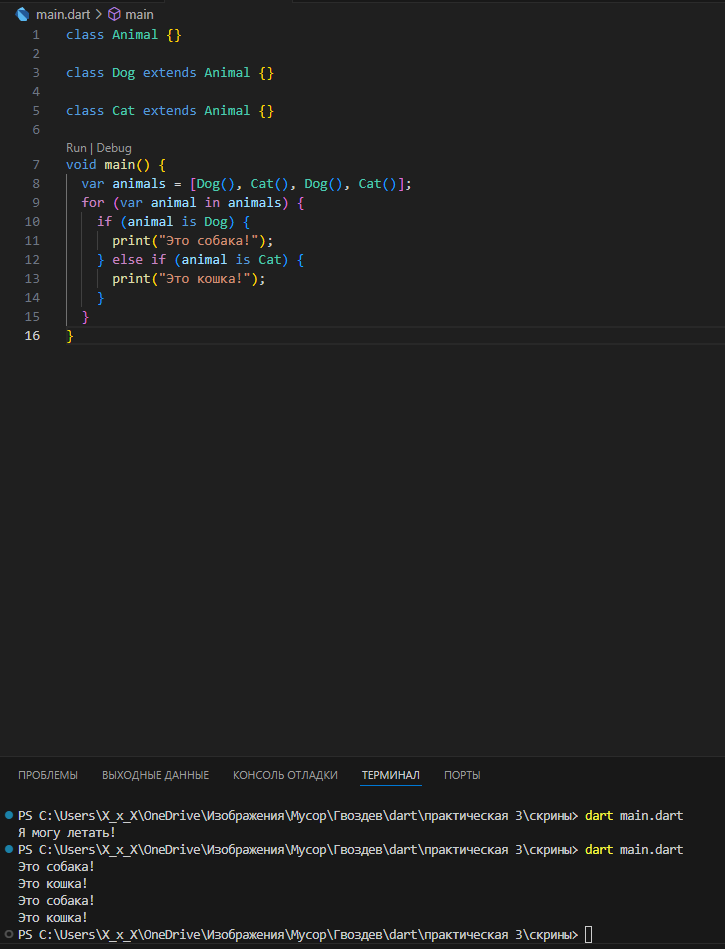 main.dart > main
1 class Animal {}
2
3 class Dog extends Animal {}
4
5 class Cat extends Animal {}
6
Run | Debug
7 void main() {
8 var animals = [Dog(), Cat(), Dog(), Cat()];
9 for (var animal in animals) {
10 if (animal is Dog) {
11 print("Это собака!");
12 } else if (animal is Cat) {
13 print("Это кошка!");
14 }
15 }
16 }
ПРОБЛЕМЫ ВЫХОДНЫЕ ДАННЫЕ КОНСОЛЬ ОТЛАДКИ ТЕРМИНАЛ ПОРТЫ
PS C:\Users\X_x_X\OneDrive\Изображения\Мусор\Гвоздев\dart\практическая 3\скрины> dart main.dart
Я могу летать!
PS C:\Users\X_x_X\OneDrive\Изображения\Мусор\Гвоздев\dart\практическая 3\скрины> dart main.dart
Это собака!
Это кошка!
Это собака!
Это кошка!
PS C:\Users\X_x_X\OneDrive\Изображения\Мусор\Гвоздев\dart\практическая 3\скрины>